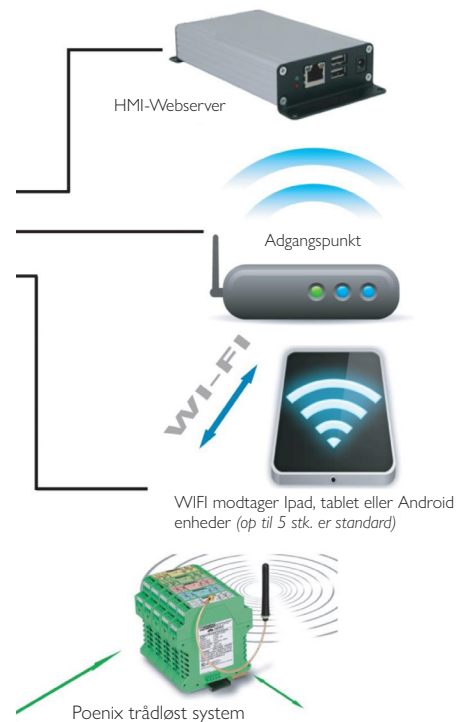 HMI-Webserver
Adgangspunkt
WI-FI
WIFI modtager Ipad, tablet eller Android
enheder (op til 5 stk. er standard)
Poenix trådløst system